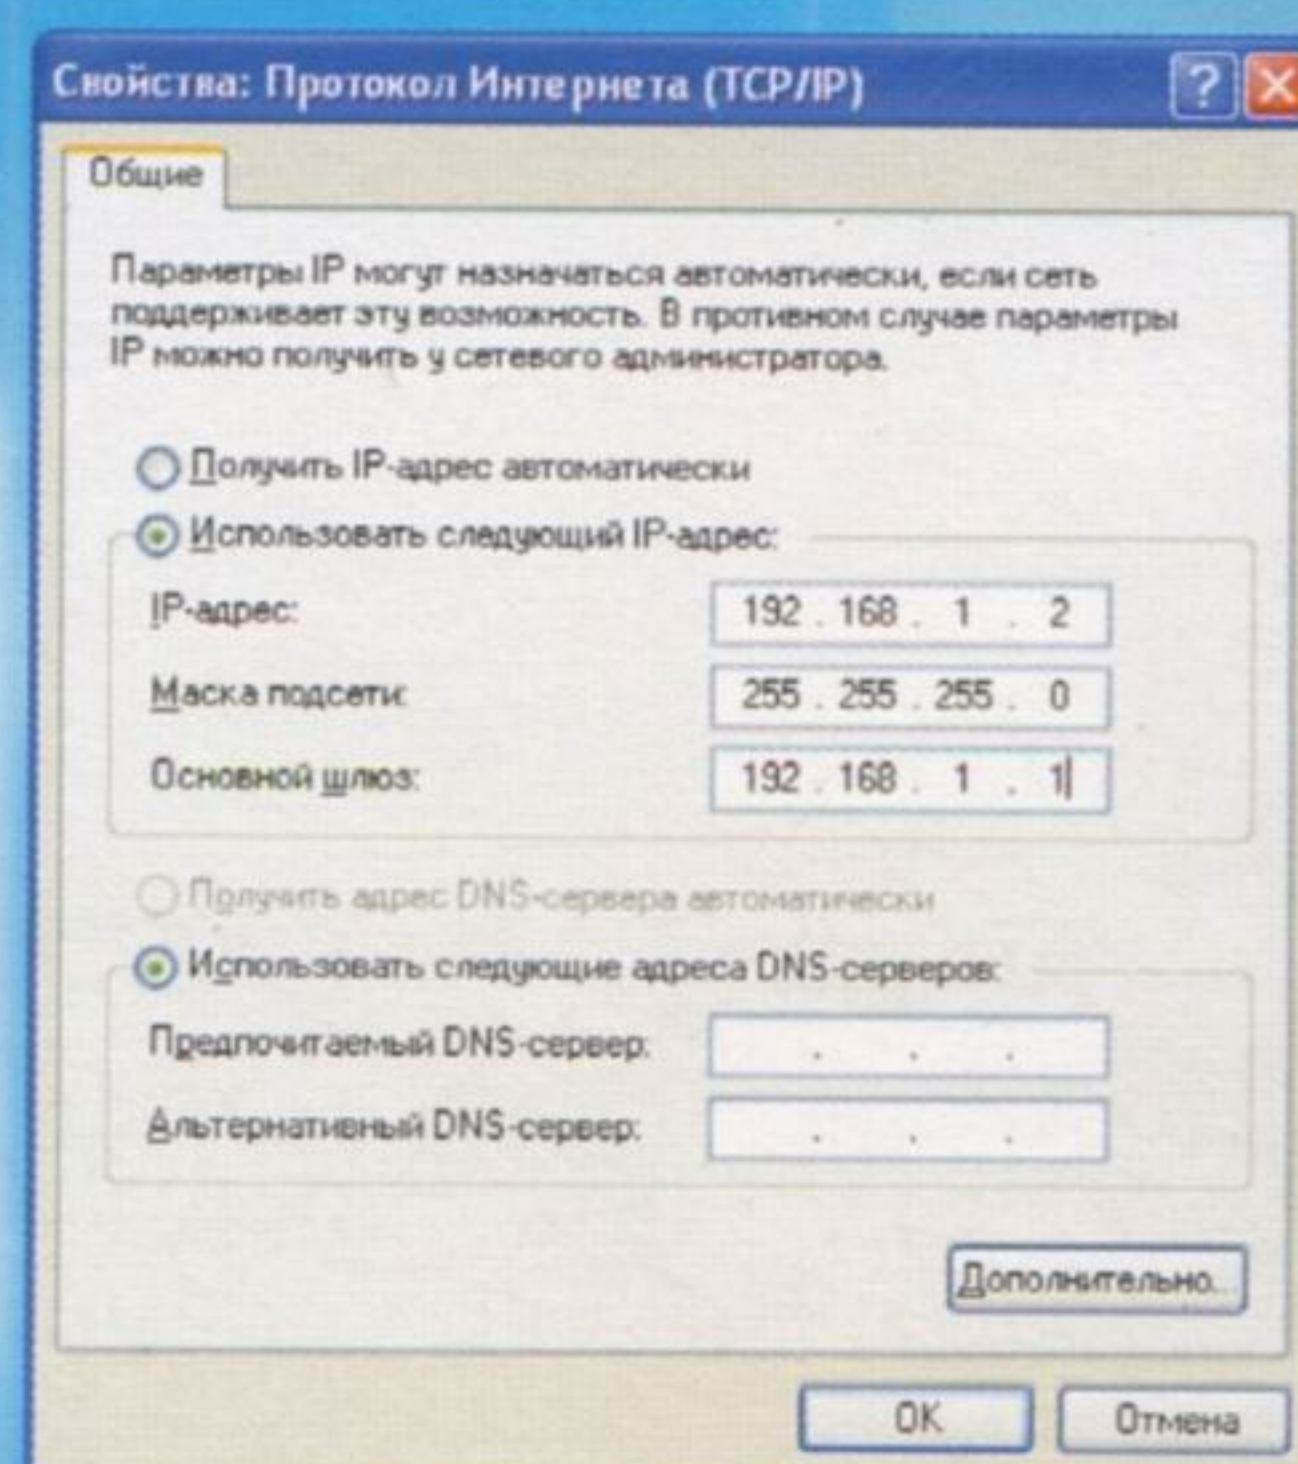 Свойства: Протокол Интернета (TCP/IP)
?
Общие
Параметры IP могут назначаться автоматически, если сеть
поддерживает эту возможность. В противном случае параметры
IP можно получить у сетевого администратора.
Получить IP-адрес автоматически
Использовать следующий IP-адрес:
IP-адрес: 192 . 168 . 1 . 2
Маска подсети: 255 . 255 . 255 . 0
Основной шлюз: 192 . 168 . 1 . 1
Получить адрес DNS-сервера автоматически
Использовать следующие адреса DNS-серверов:
Предпочитаемый DNS-сервер: . . .
Альтернативный DNS-сервер: . . .
Дополнительно...
ОК Отмена